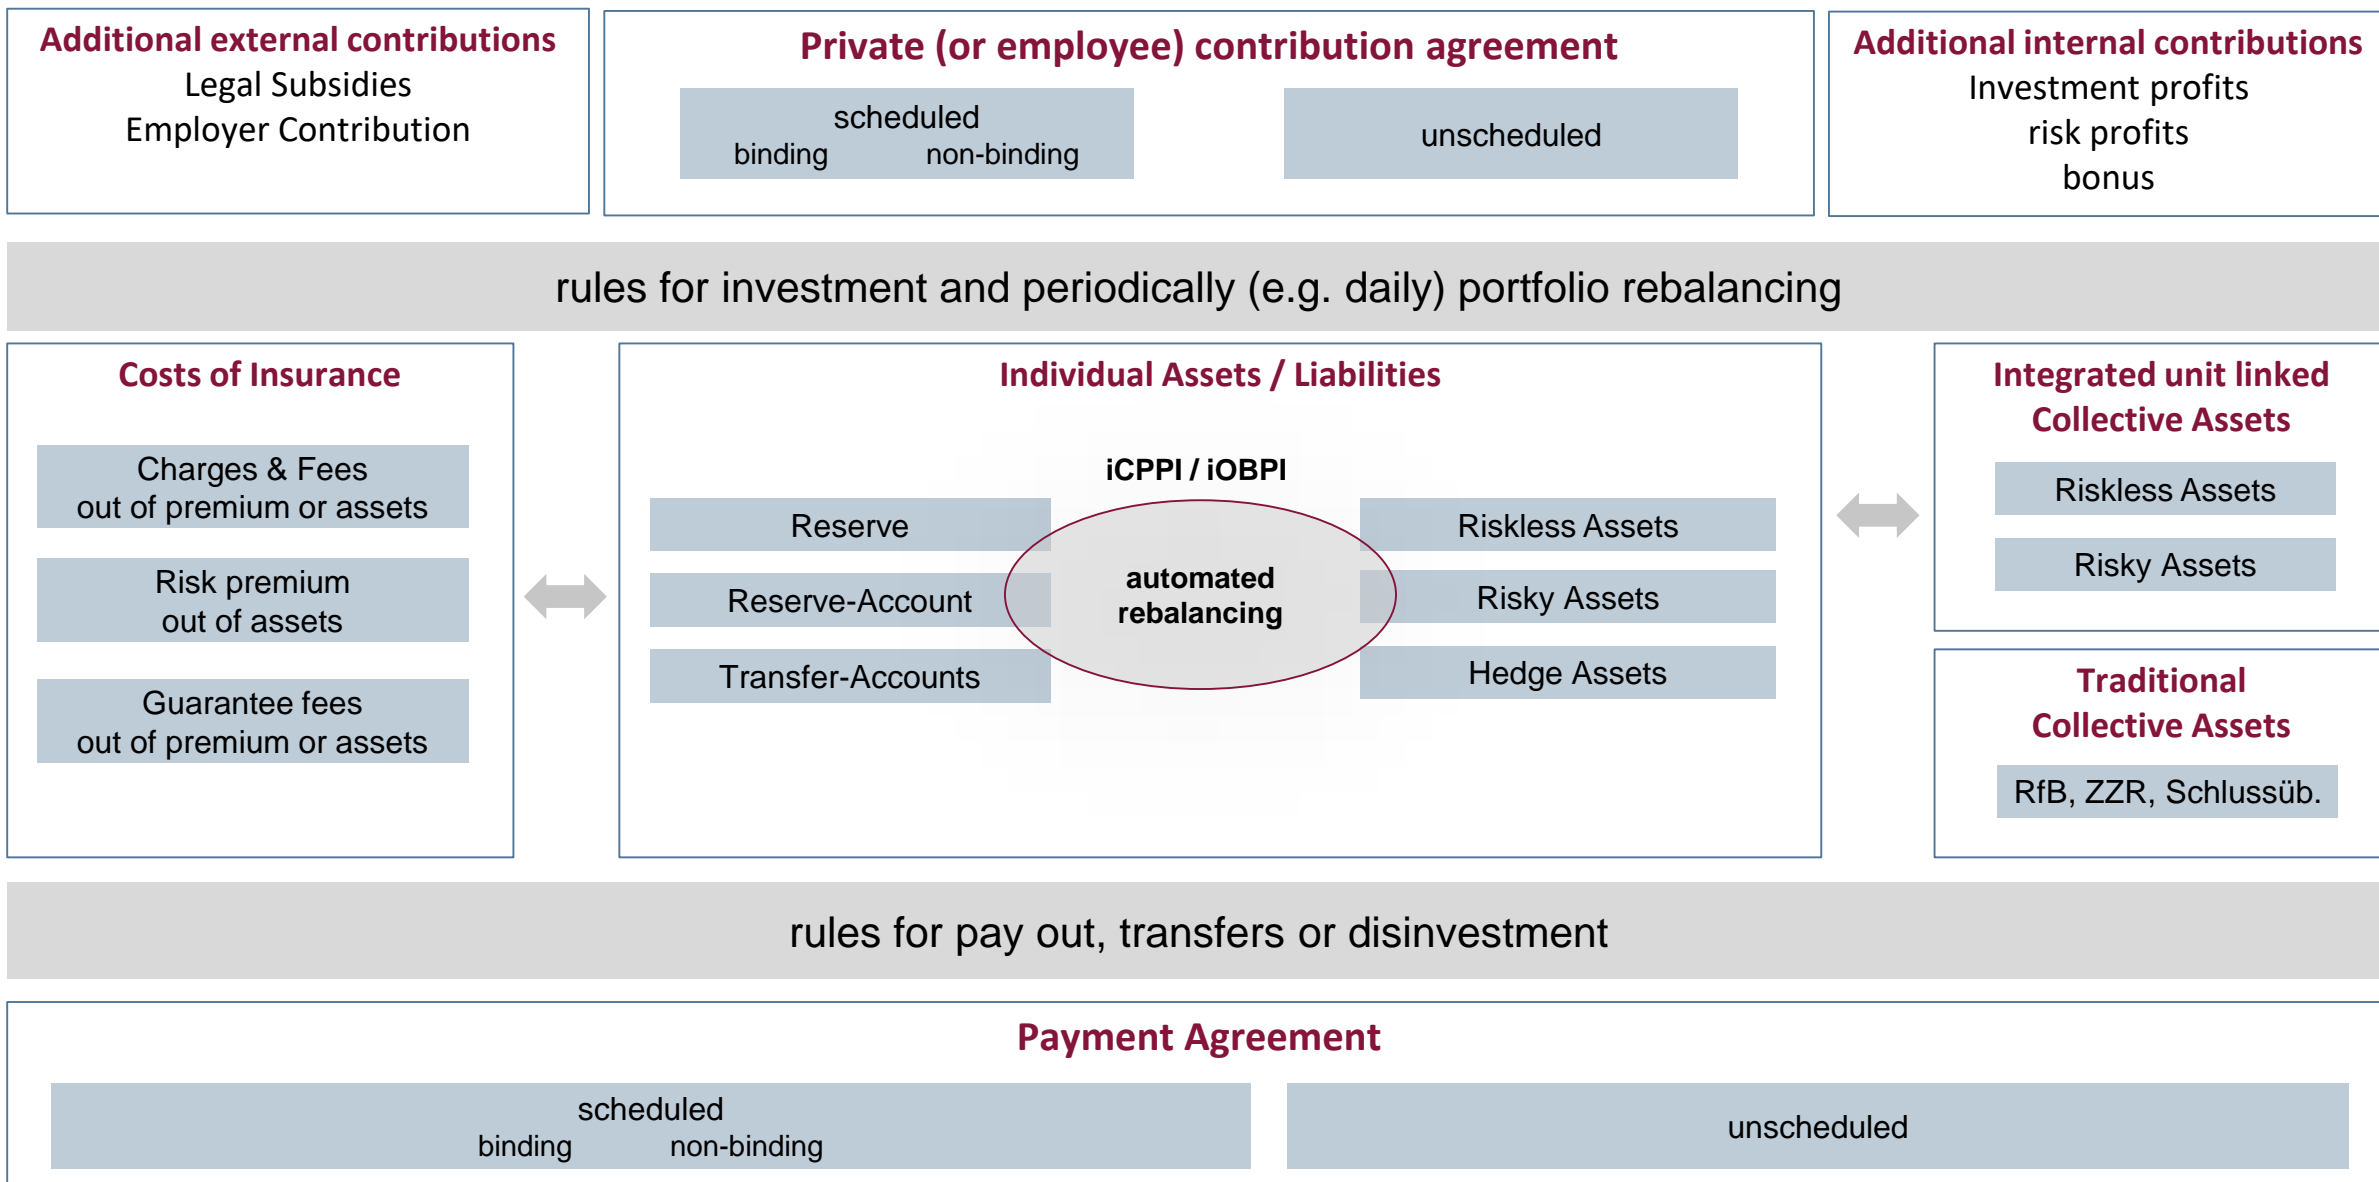 Additional external contributions
Legal Subsidies
Employer Contribution
Private (or employee) contribution agreement
scheduled
binding non-binding
unscheduled
Additional internal contributions
Investment profits
risk profits
bonus
rules for investment and periodically (e.g. daily) portfolio rebalancing
Costs of Insurance
Charges & Fees
out of premium or assets
Risk premium
out of assets
Guarantee fees
out of premium or assets
Individual Assets / Liabilities
iCPPI / iOBPI
Reserve
Reserve-Account
Transfer-Accounts
automated
rebalancing
Riskless Assets
Risky Assets
Hedge Assets
Integrated unit linked
Collective Assets
Riskless Assets
Risky Assets
Traditional
Collective Assets
RfB, ZZR, Schlussüb.
rules for pay out, transfers or disinvestment
Payment Agreement
scheduled
binding non-binding
unscheduled